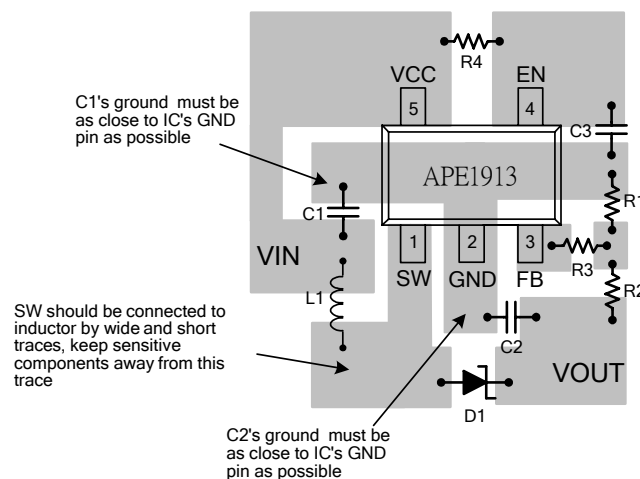 R4
VCC
EN
C1's ground must be
as close to IC's GND
pin as possible
5
4
C3
APE1913
R1
C1
1
2
3
VIN
R3
SW
GND
FB
L1
R2
SW should be connected to
inductor by wide and short
traces, keep sensitive
components away from this
trace
C2
VOUT
D1
C2's ground must be
as close to IC's GND
pin as possible